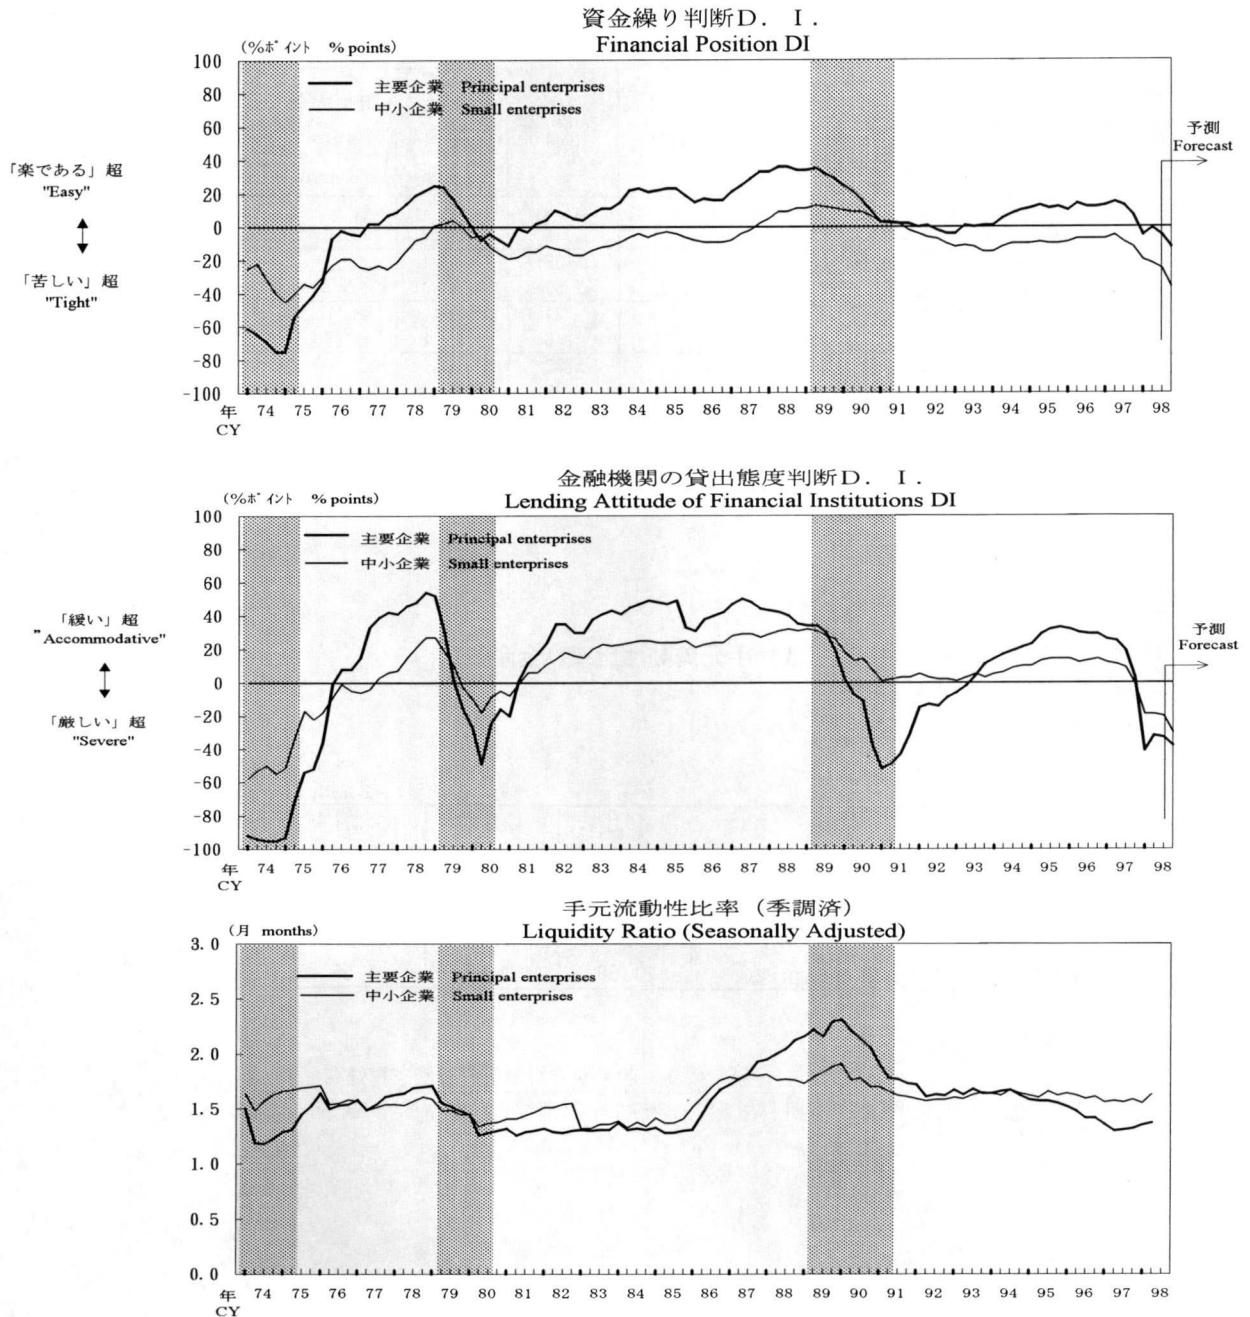 資金繰り判断D．I．
Financial Position DI
（％ﾎﾟｲﾝﾄ　% points）
100
80
60
40
20
0
-20
-40
-60
-80
-100
主要企業　Principal enterprises
中小企業　Small enterprises
「楽である」超
"Easy"
「苦しい」超
"Tight"
予測
Forecast
年 74 75 76 77 78 79 80 81 82 83 84 85 86 87 88 89 90 91 92 93 94 95 96 97 98
CY
金融機関の貸出態度判断D．I．
Lending Attitude of Financial Institutions DI
（％ﾎﾟｲﾝﾄ　% points）
100
80
60
40
20
0
-20
-40
-60
-80
-100
主要企業　Principal enterprises
中小企業　Small enterprises
「緩い」超
”Accommodative"
「厳しい」超
"Severe"
予測
Forecast
年 74 75 76 77 78 79 80 81 82 83 84 85 86 87 88 89 90 91 92 93 94 95 96 97 98
CY
手元流動性比率（季調済）
Liquidity Ratio (Seasonally Adjusted)
（月　months）
3.0
2.5
2.0
1.5
1.0
0.5
0.0
主要企業　Principal enterprises
中小企業　Small enterprises
年 74 75 76 77 78 79 80 81 82 83 84 85 86 87 88 89 90 91 92 93 94 95 96 97 98
CY